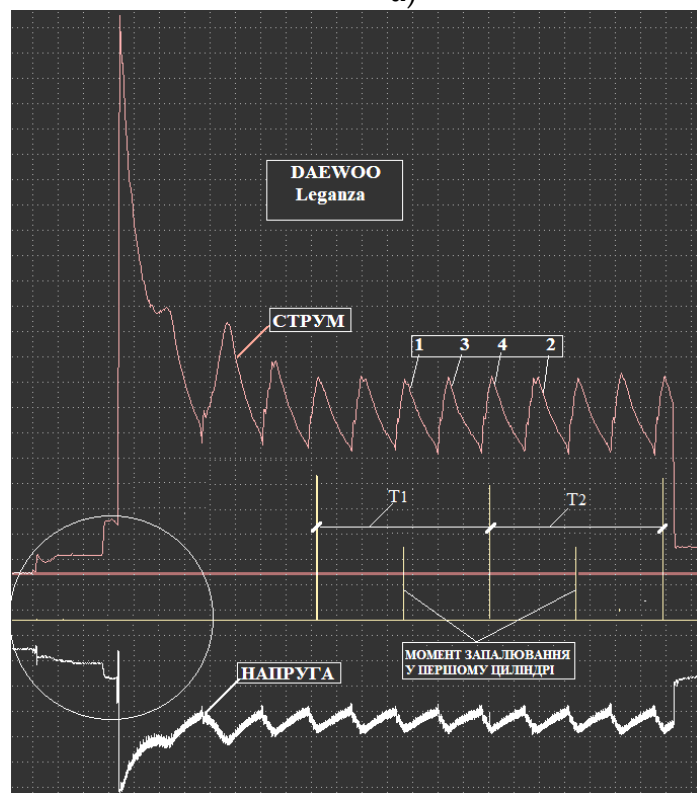 а)
DAEWOO
Leganza
СТРУМ
1 3 4 2
T1
T2
МОМЕНТ ЗАПАЛЮВАННЯ
У ПЕРШОМУ ЦИЛІНДРІ
НАПРУГА